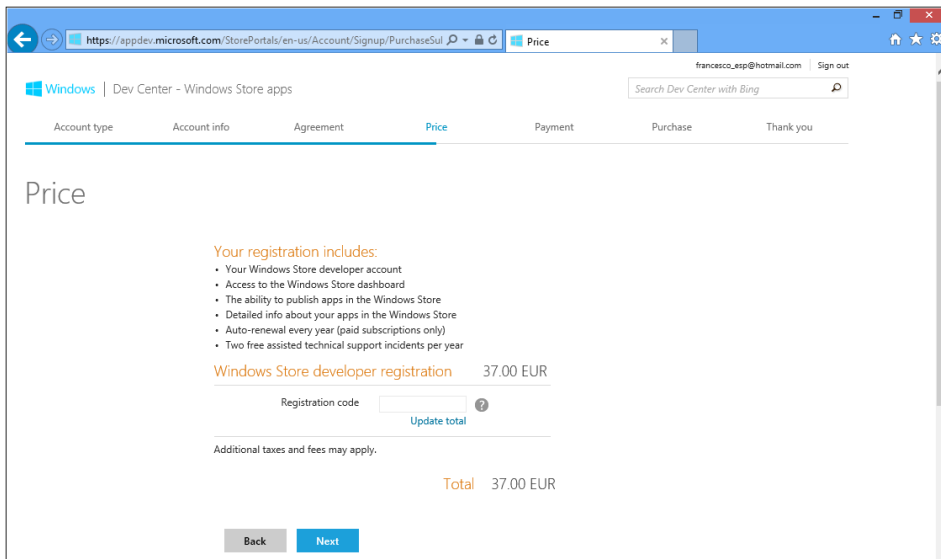 https://appdev.microsoft.com/StorePortals/en-us/Account/Signup/PurchaseSul
Price
francesco_esp@hotmail.com Sign out
Windows | Dev Center - Windows Store apps
Search Dev Center with Bing
Account type Account info Agreement Price Payment Purchase Thank you
Price
Your registration includes:
• Your Windows Store developer account
• Access to the Windows Store dashboard
• The ability to publish apps in the Windows Store
• Detailed info about your apps in the Windows Store
• Auto-renewal every year (paid subscriptions only)
• Two free assisted technical support incidents per year
Windows Store developer registration 37.00 EUR
Registration code ?
Update total
Additional taxes and fees may apply.
Total 37.00 EUR
Back Next